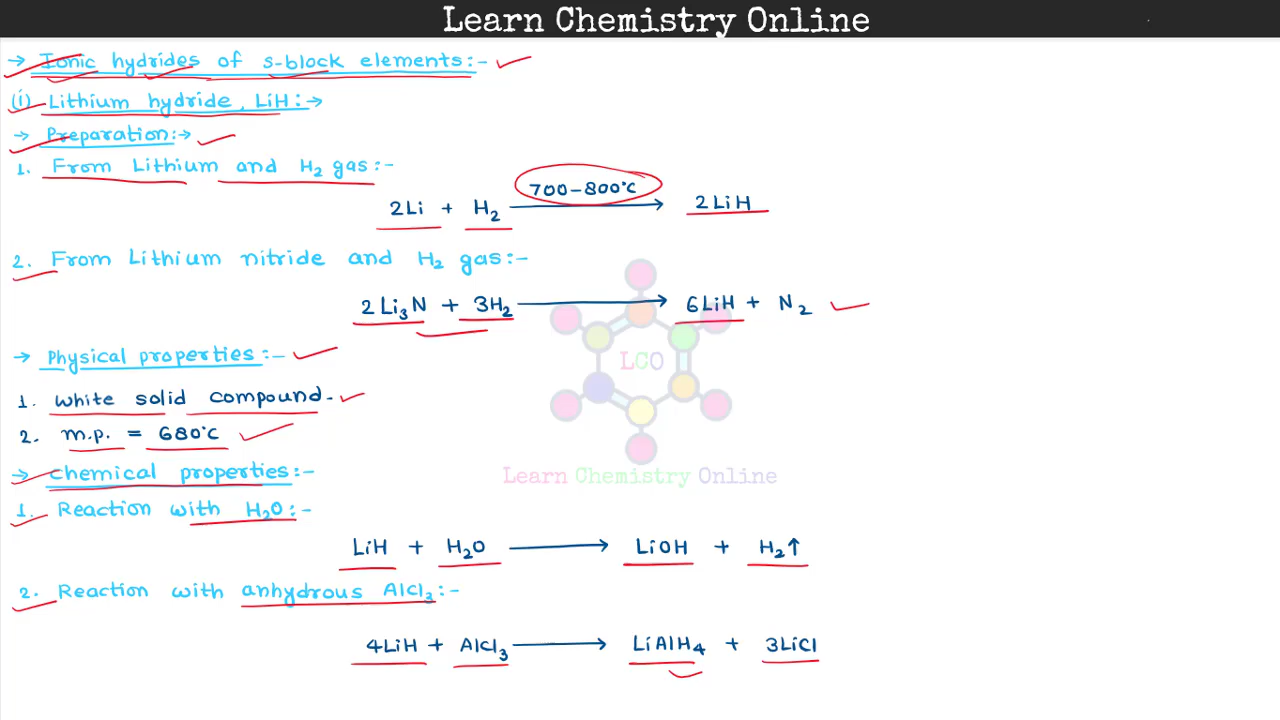 Learn Chemistry Online
→ Ionic hydrides of s-block elements:-
(i) Lithium hydride, LiH:→
→ Preparation:→
1. From Lithium and H₂ gas:-
700-800°C
2Li + H₂ ⟶ 2LiH
2. From Lithium nitride and H₂ gas:-
2Li₃N + 3H₂ ⟶ 6LiH + N₂
→ Physical properties:-
LCO
1. White solid compound.
2. m.p. = 680°C
→ Chemical properties:-
Learn Chemistry Online
1. Reaction with H₂O:-
LiH + H₂O ⟶ LiOH + H₂↑
2. Reaction with anhydrous AlCl₃:-
4LiH + AlCl₃ ⟶ LiAlH₄ + 3LiCl